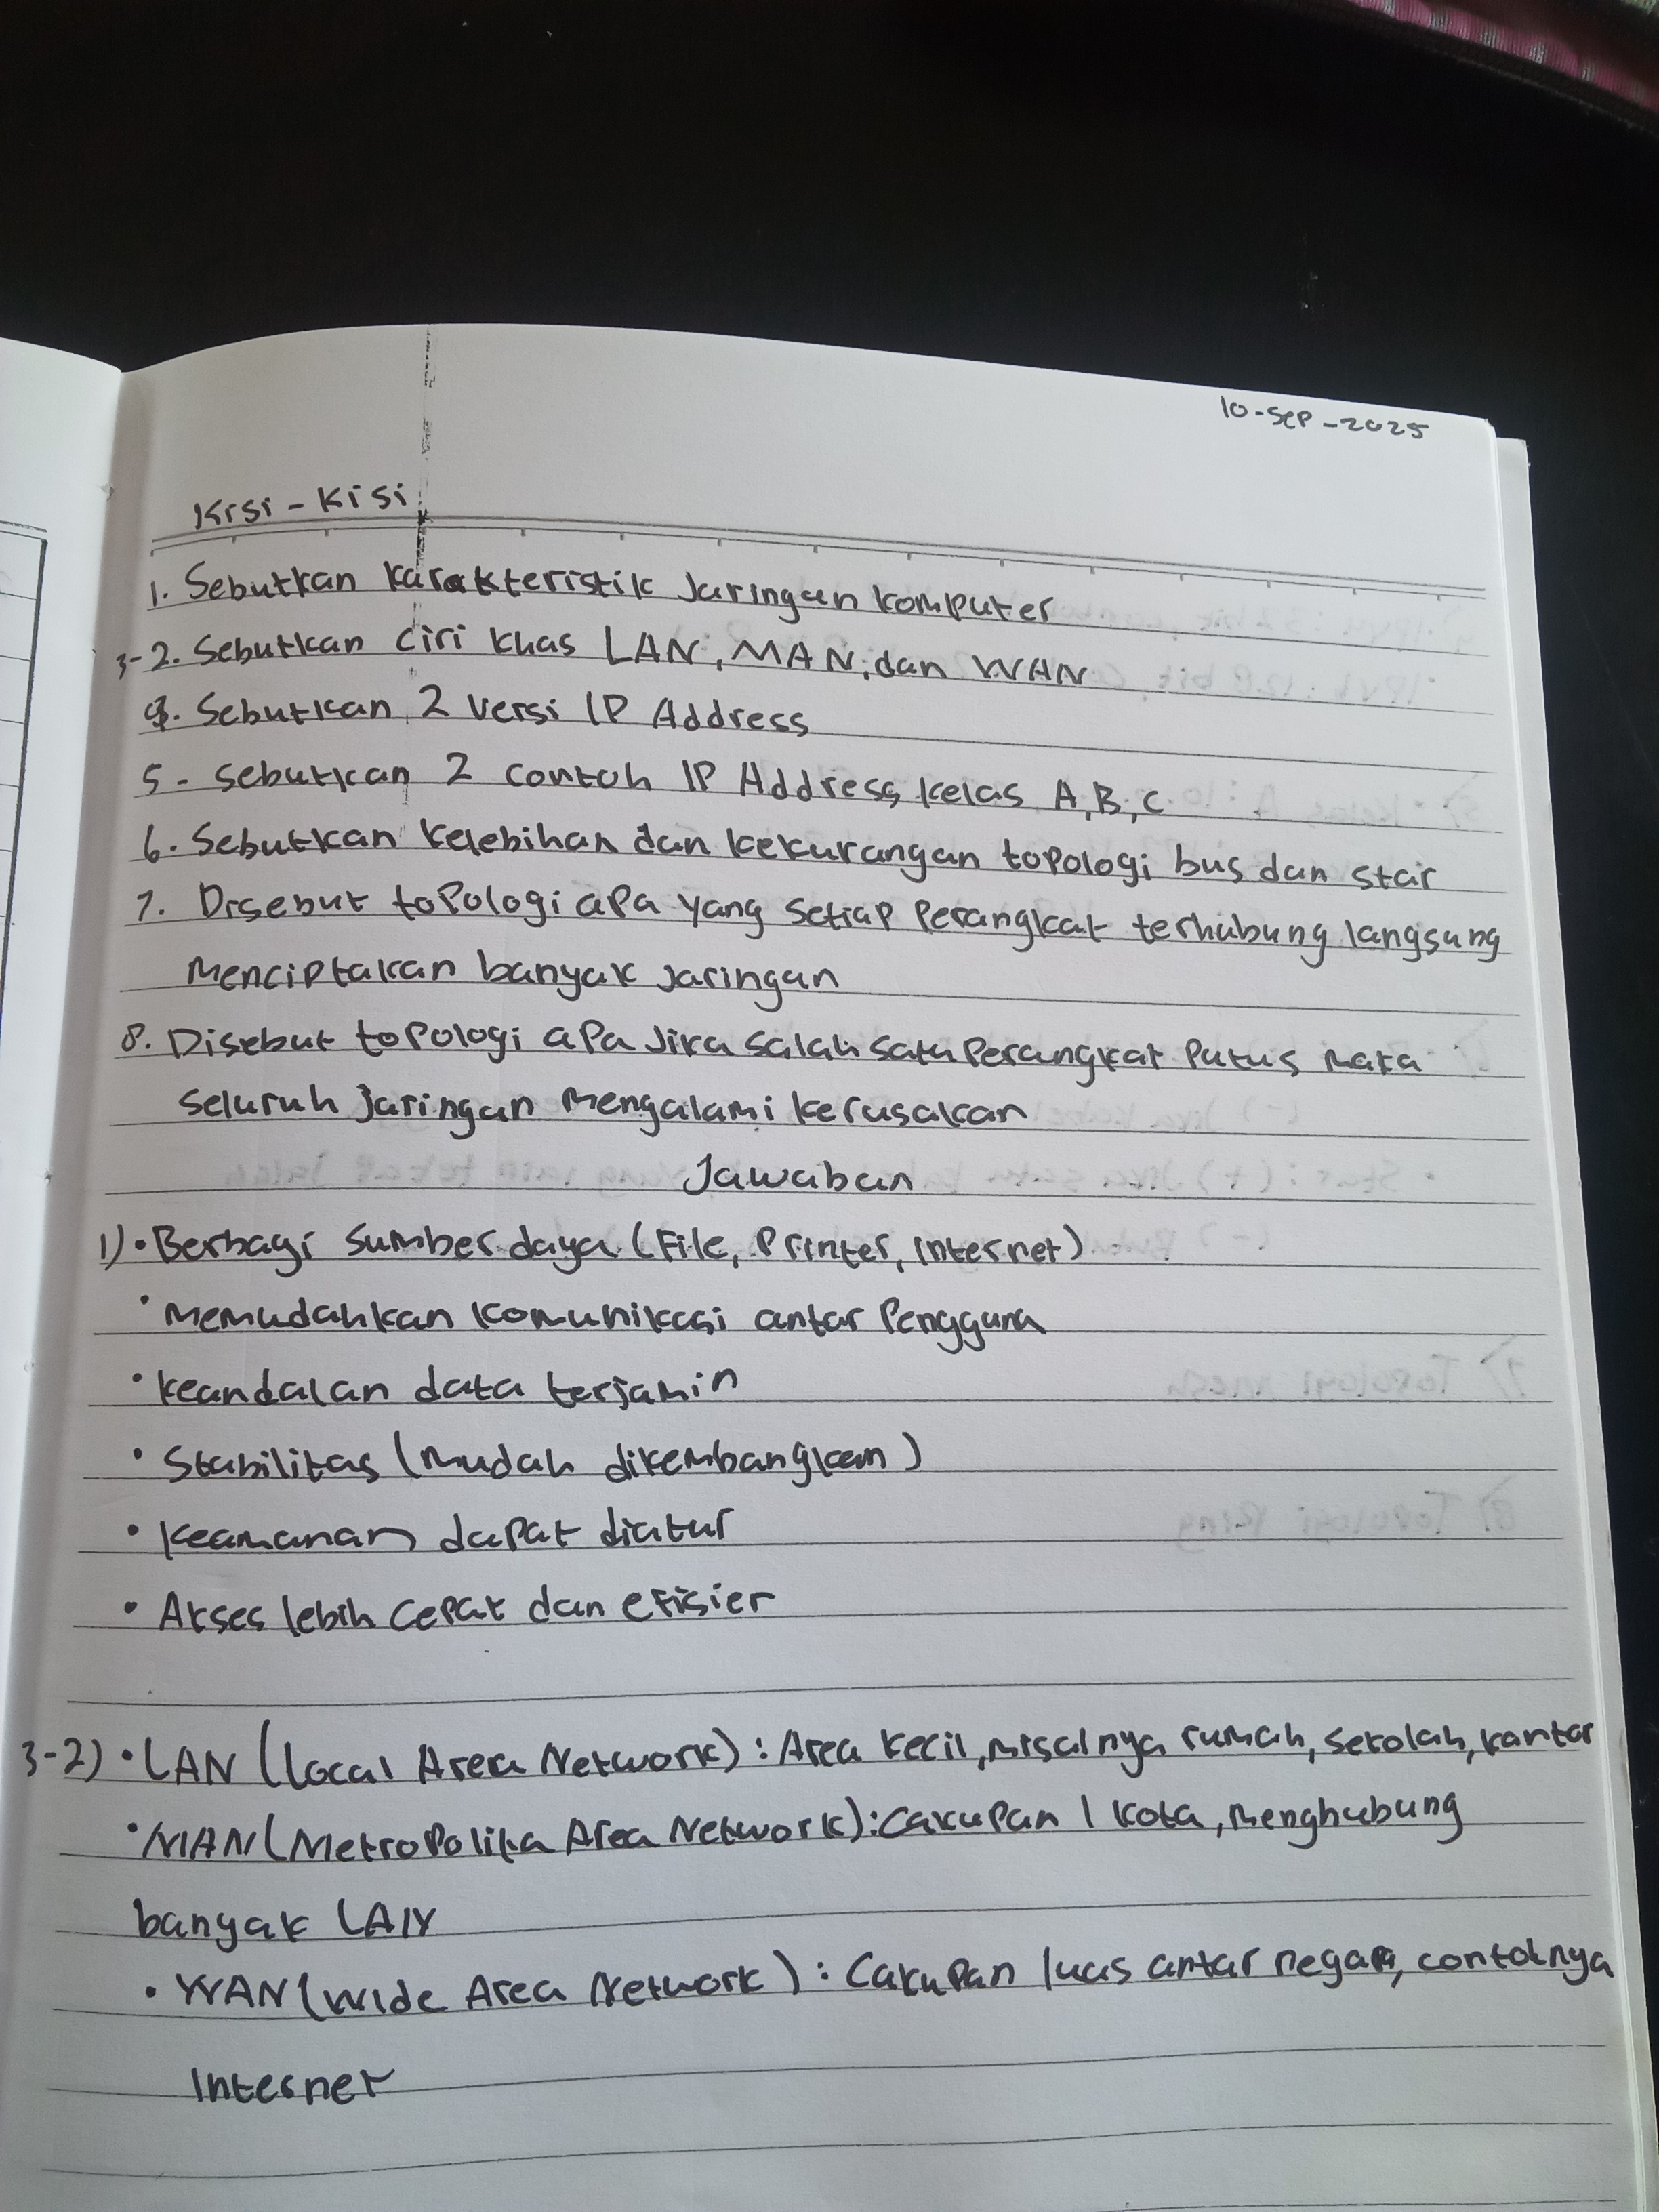 10-Sep-2025
Kisi-Kisi
1. Sebutkan karakteristik Jaringan komputer
3-2. Sebutkan ciri khas LAN, MAN, dan WAN
4. Sebutkan 2 versi IP Address
5. sebutkan 2 contoh IP Address kelas A,B,C
6. Sebutkan kelebihan dan kekurangan topologi bus dan star
7. Disebut topologi apa yang setiap perangkat terhubung langsung
menciptakan banyak jaringan
8. Disebut topologi apa Jika salah satu perangkat putus maka
seluruh jaringan mengalami kerusakan
Jawaban
1) • Berbagi sumber daya (File, Printer, internet)
• Memudahkan komunikasi antar pengguna
• keandalan data terjamin
• Stabilitas (mudah dikembangkan)
• keamanan dapat diatur
• Akses lebih cepat dan efisien
3-2) • LAN (local Area Network) : Area kecil, misalnya rumah, sekolah, kantor
• MAN (Metropolita Area Network) : Cakupan 1 kota, menghubung
banyak LAN
• WAN (Wide Area Network) : Cakupan luas antar negara, contohnya
Internet